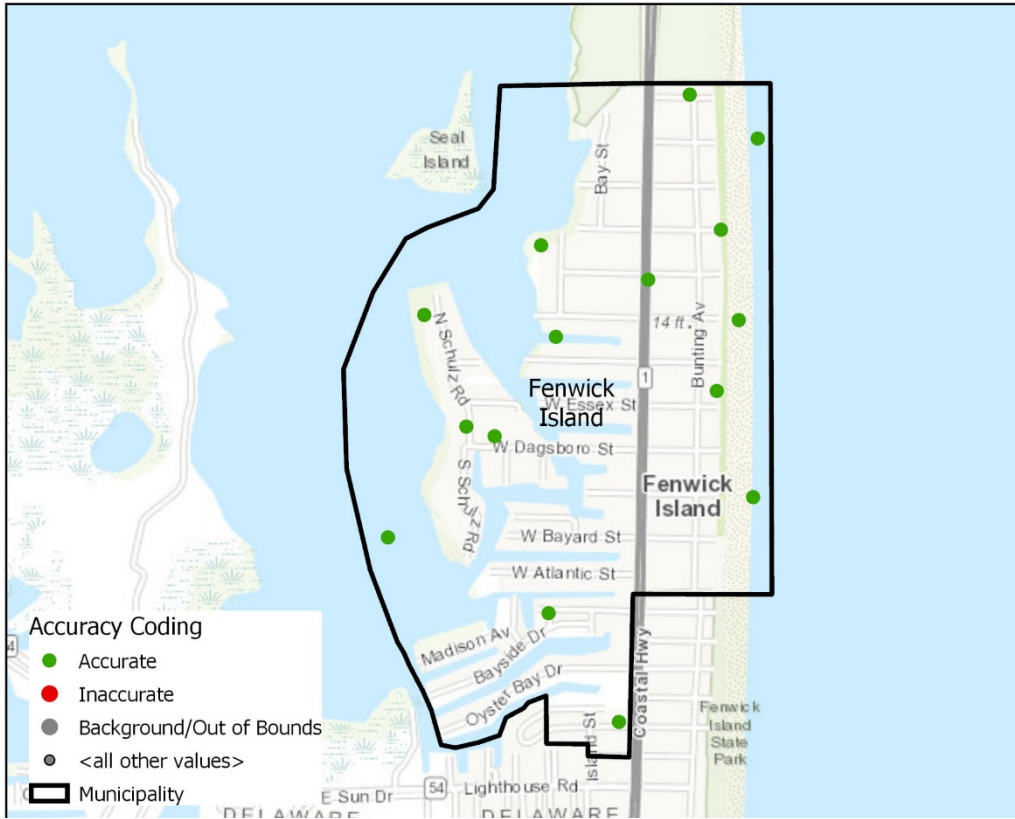 Seal
Island
Bay St
N Schulz Rd
14 ft.
Bunting Av
1
Fenwick
Island
W Essex St
W Dagsboro St
S Schulz Rd
Fenwick
Island
W Bayard St
W Atlantic St
Madison Av
Bayside Dr
Oyster Bay Dr
Coastal Hwy
Island St
Fenwick
Island
State
Park
54
Lighthouse Rd
E Sun Dr
DELAWARE
DELAWARE
Accuracy Coding
Accurate
Inaccurate
Background/Out of Bounds
<all other values>
Municipality